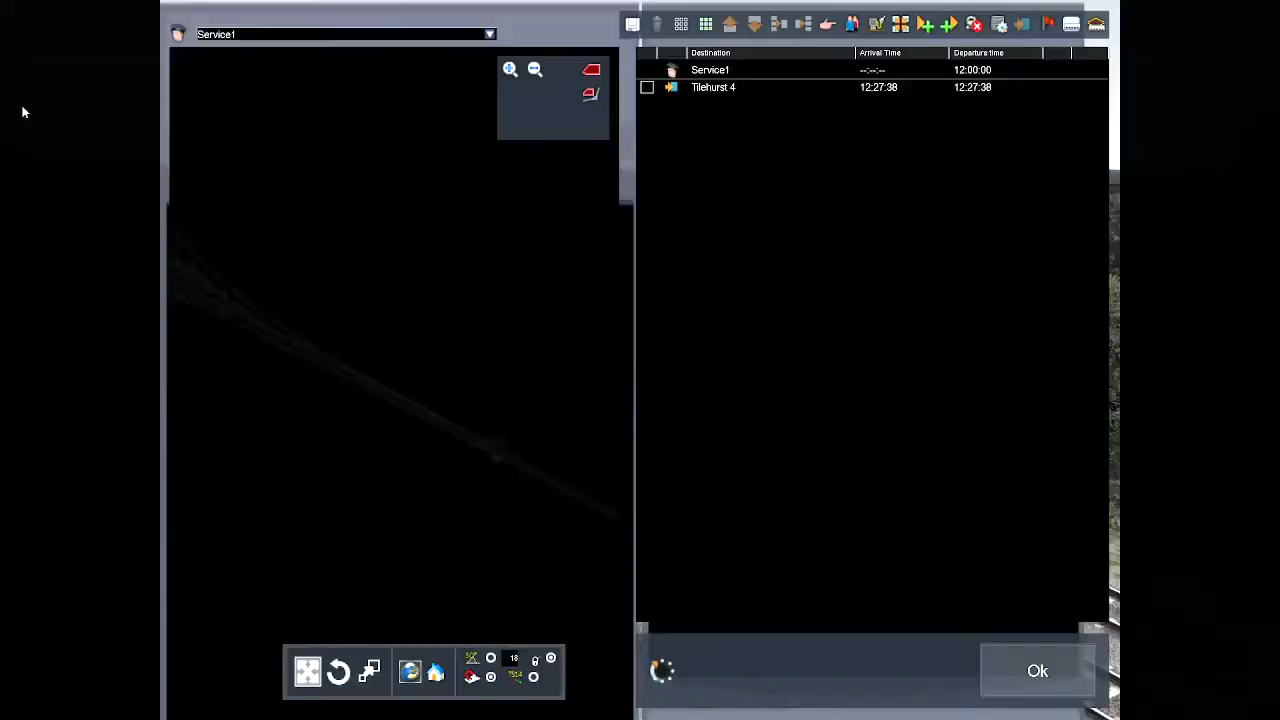 Service1
Destination Arrival Time Departure time
Service1 --:--:-- 12:00:00
Tilehurst 4 12:27:38 12:27:38
18
TS14
Ok